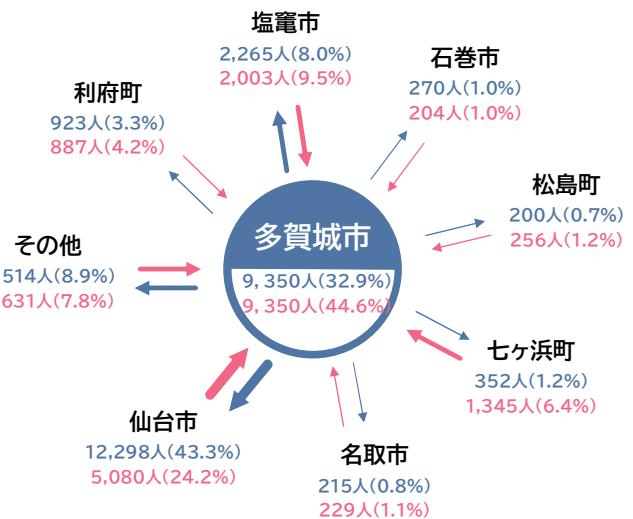 塩竈市
2,265人(8.0%)
2,003人(9.5%)
石巻市
270人(1.0%)
204人(1.0%)
利府町
923人(3.3%)
887人(4.2%)
松島町
200人(0.7%)
256人(1.2%)
多賀城市
9,350人(32.9%)
9,350人(44.6%)
その他
514人(8.9%)
631人(7.8%)
七ヶ浜町
352人(1.2%)
1,345人(6.4%)
仙台市
12,298人(43.3%)
5,080人(24.2%)
名取市
215人(0.8%)
229人(1.1%)